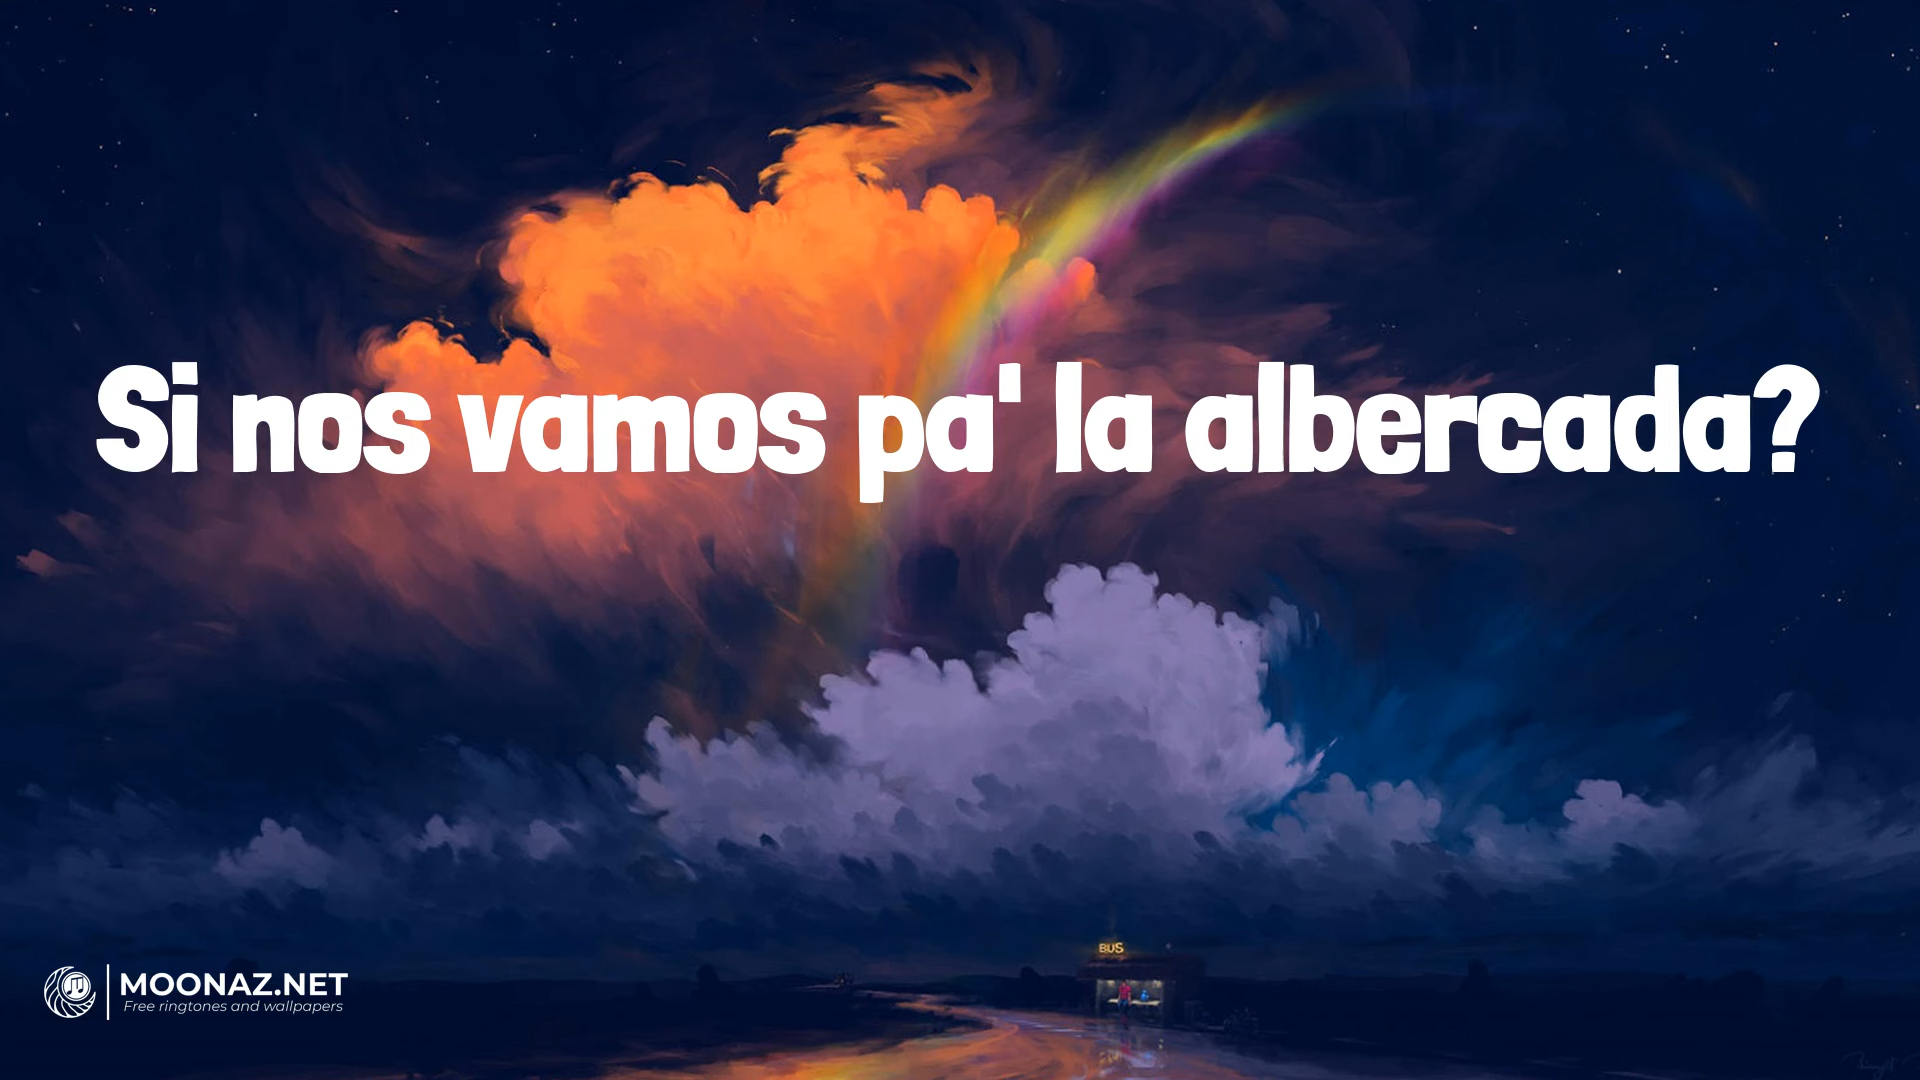 Si nos vamos pa' la albercada?
BUS
MOONAZ.NET
Free ringtones and wallpapers